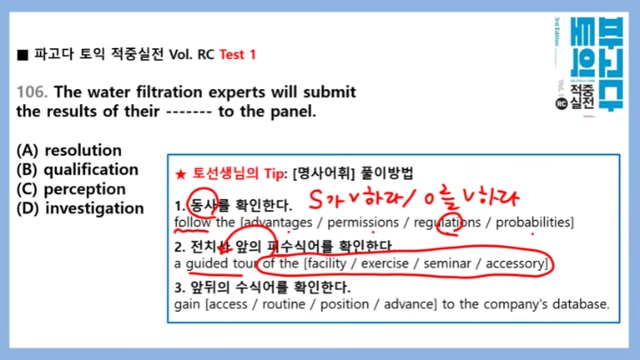 ■ 파고다 토익 적중실전 Vol. RC Test 1
3rd Edition
파고다
토익
적중
실전
VOL. 1
RC
106. The water filtration experts will submit
the results of their ------- to the panel.
(A) resolution
(B) qualification
(C) perception
(D) investigation
★ 토선생님의 Tip: [명사어휘] 풀이방법
S가 V하다/ O를 V하다
1. 동사를 확인한다.
follow the [advantages / permissions / regulations / probabilities]
2. 전치사 앞의 피수식어를 확인한다
a guided tour of the [facility / exercise / seminar / accessory]
3. 앞뒤의 수식어를 확인한다.
gain [access / routine / position / advance] to the company's database.